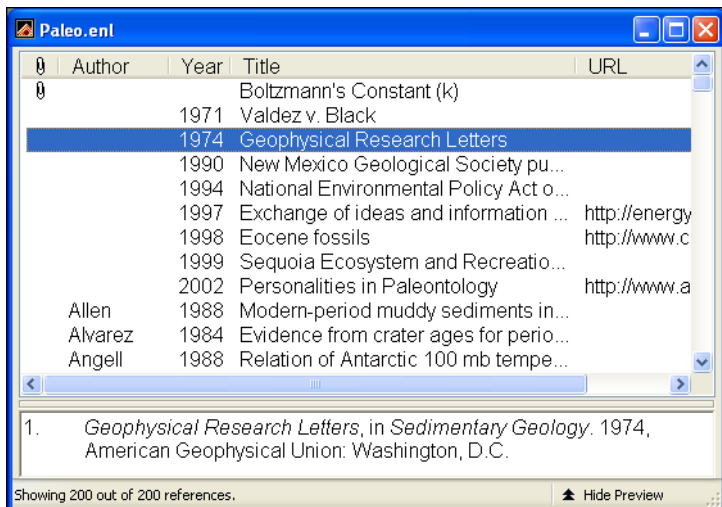 Paleo.enl
Author Year Title URL
Boltzmann's Constant (k)
1971 Valdez v. Black
1974 Geophysical Research Letters
1990 New Mexico Geological Society pu...
1994 National Environmental Policy Act o...
1997 Exchange of ideas and information ... http://energy
1998 Eocene fossils http://www.c
1999 Sequoia Ecosystem and Recreatio...
2002 Personalities in Paleontology http://www.a
Allen 1988 Modern-period muddy sediments in...
Alvarez 1984 Evidence from crater ages for perio...
Angell 1988 Relation of Antarctic 100 mb tempe...
1. Geophysical Research Letters, in Sedimentary Geology. 1974,
American Geophysical Union: Washington, D.C.
Showing 200 out of 200 references. Hide Preview